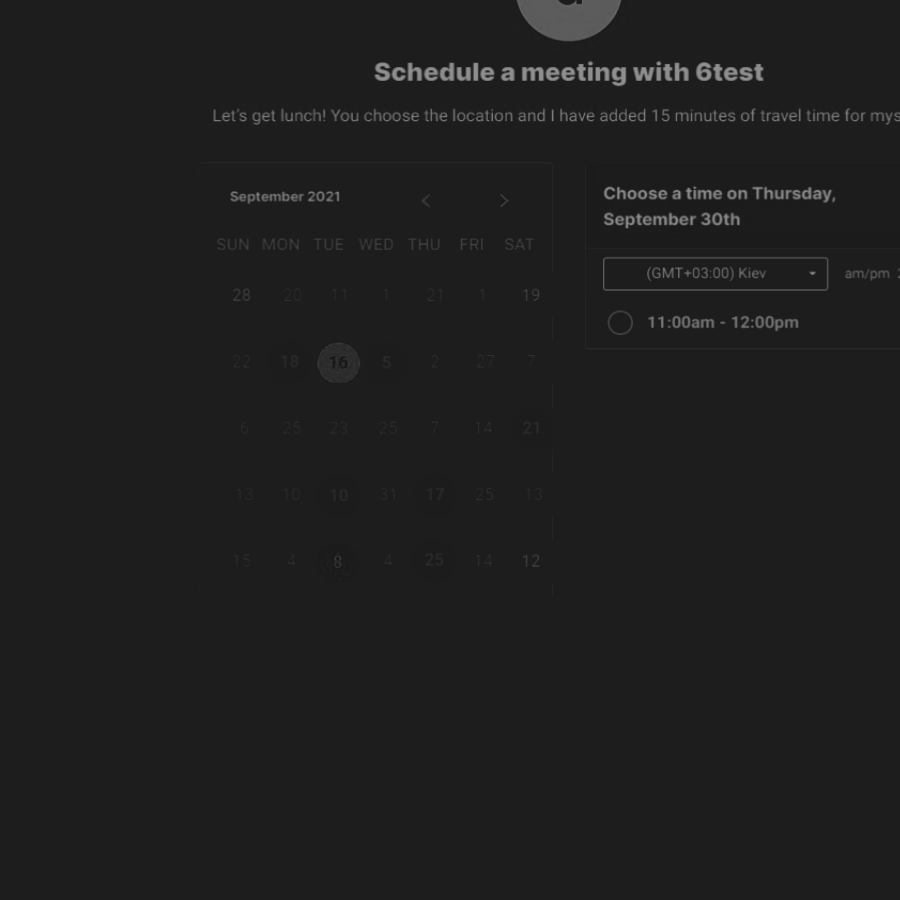 Schedule a meeting with 6test
Let's get lunch! You choose the location and I have added 15 minutes of travel time for mys
September 2021
SUN MON TUE WED THU FRI SAT
28 20 11 1 21 1 19
22 18 16 5 2 27 7
6 25 23 25 7 14 21
13 10 10 31 17 25 13
15 4 8 4 25 14 12
Choose a time on Thursday,
September 30th
(GMT+03:00) Kiev am/pm
11:00am - 12:00pm